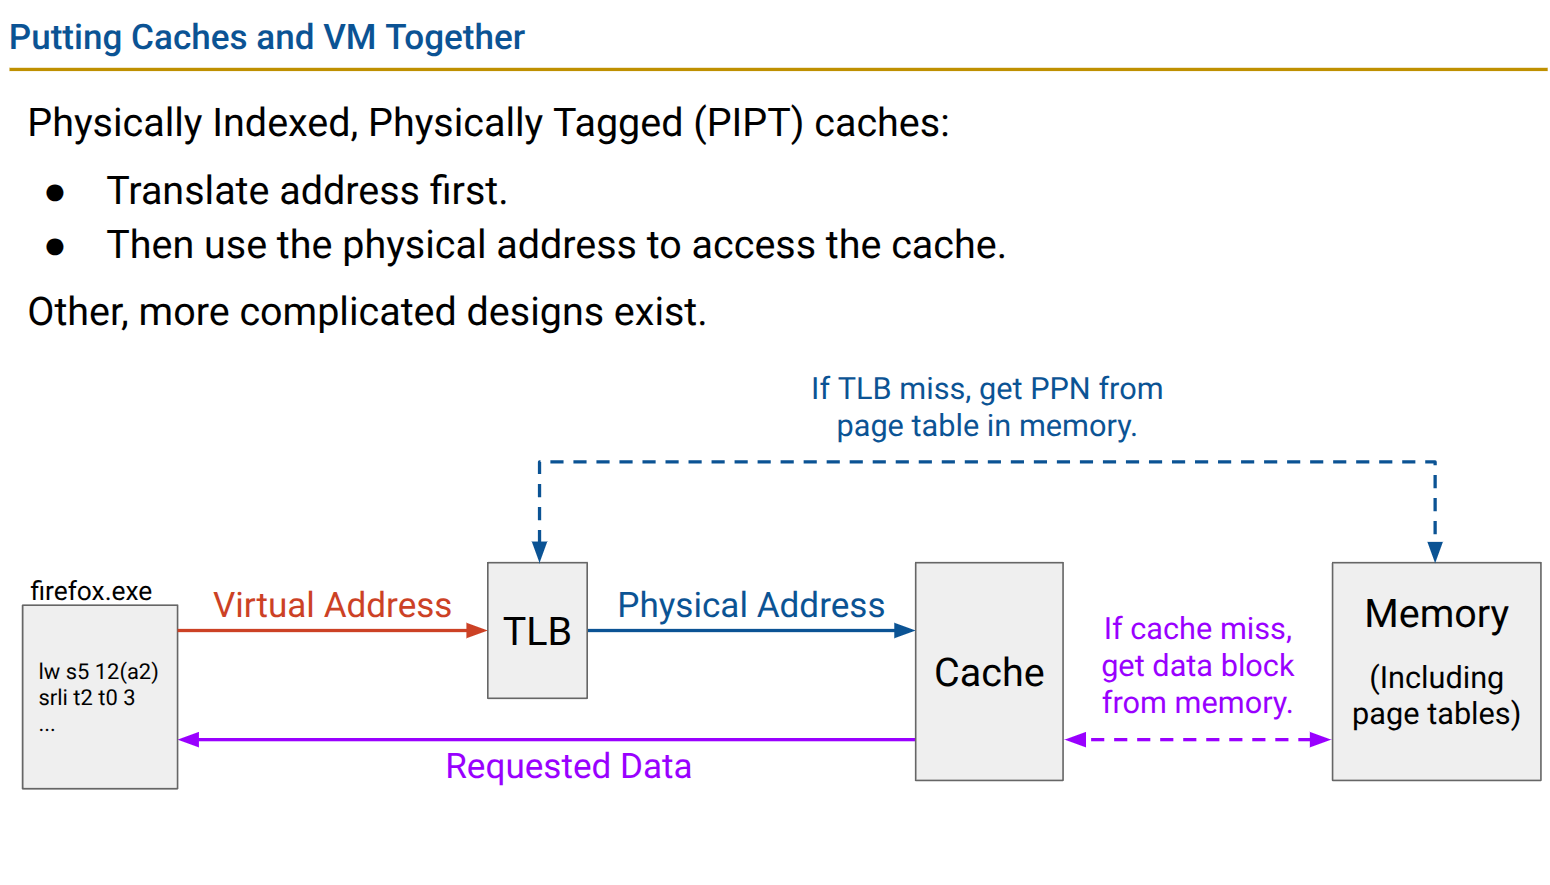 Putting Caches and VM Together
Physically Indexed, Physically Tagged (PIPT) caches:
● Translate address first.
● Then use the physical address to access the cache.
Other, more complicated designs exist.
If TLB miss, get PPN from
page table in memory.
firefox.exe
lw s5 12(a2)
srli t2 t0 3
...
Virtual Address
TLB
Physical Address
Cache
If cache miss,
get data block
from memory.
Memory
(Including
page tables)
Requested Data